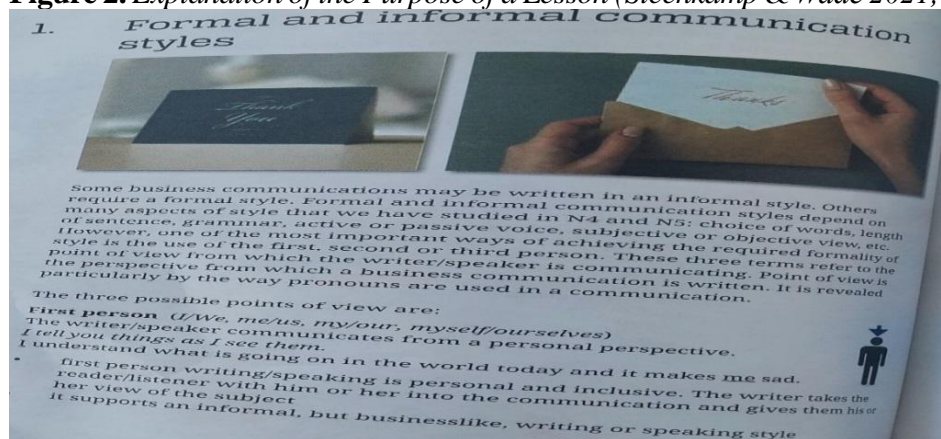 Figure 2. Explanation of the Purpose of a Lesson (Steenkamp & Wade 2021,
1. Formal and informal communication
styles
Thank
You
Thanks
Some business communications may be written in an informal style. Others
require a formal style. Formal and informal communication styles depend on
many aspects of style that we have studied in N4 and N5: choice of words, length
of sentence, grammar, active or passive voice, subjective or objective view, etc.
However, one of the most important ways of achieving the required formality of
style is the use of the first, second or third person. These three terms refer to the
point of view from which the writer/speaker is communicating. Point of view is
the perspective from which a business communication is written. It is revealed
particularly by the way pronouns are used in a communication.
The three possible points of view are:
First person (I/We, me/us, my/our, myself/ourselves)
The writer/speaker communicates from a personal perspective.
I tell you things as I see them.
I understand what is going on in the world today and it makes me sad.
• first person writing/speaking is personal and inclusive. The writer takes the
reader/listener with him or her into the communication and gives them his or
her view of the subject
it supports an informal, but businesslike, writing or speaking style